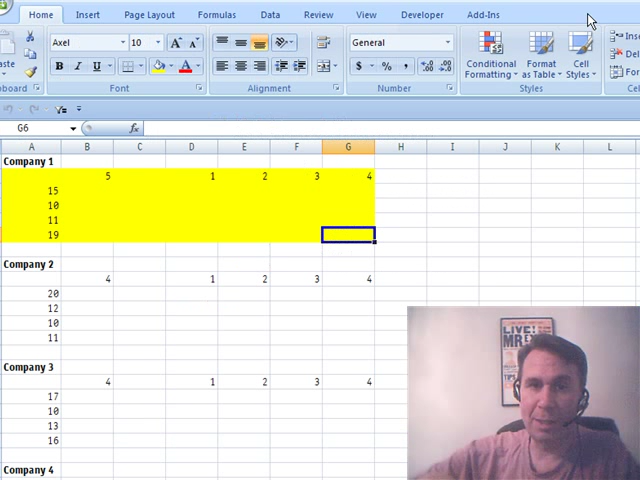 Home Insert Page Layout Formulas Data Review View Developer Add-Ins
Axel 10 General
B I U $ % ,
Conditional Formatting Format as Table Cell Styles
Font Alignment Number Styles
G6 fx
A B C D E F G H I J K L
Company 1
5 1 2 3 4
15
10
11
19
Company 2
4 1 2 3 4
20
12
10
11
Company 3
4 1 2 3 4
17
10
13
16
Company 4
LIVE!